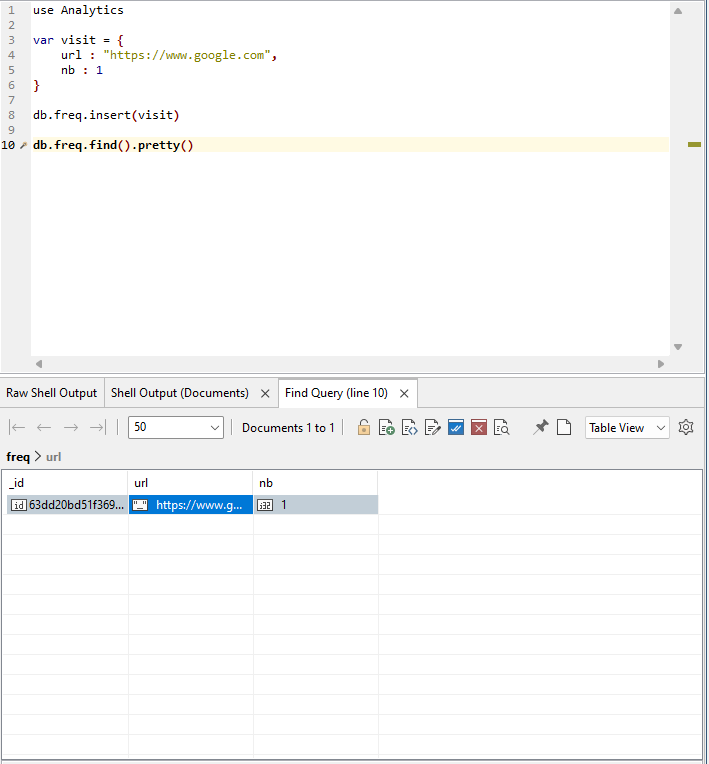 1 use Analytics
2
3 var visit = {
4 url : "https://www.google.com",
5 nb : 1
6 }
7
8 db.freq.insert(visit)
9
10 db.freq.find().pretty()
Raw Shell Output Shell Output (Documents) × Find Query (line 10) ×
50 Documents 1 to 1 Table View
freq > url
_id url nb
id 63dd20bd51f369... "_" https://www.g... i32 1